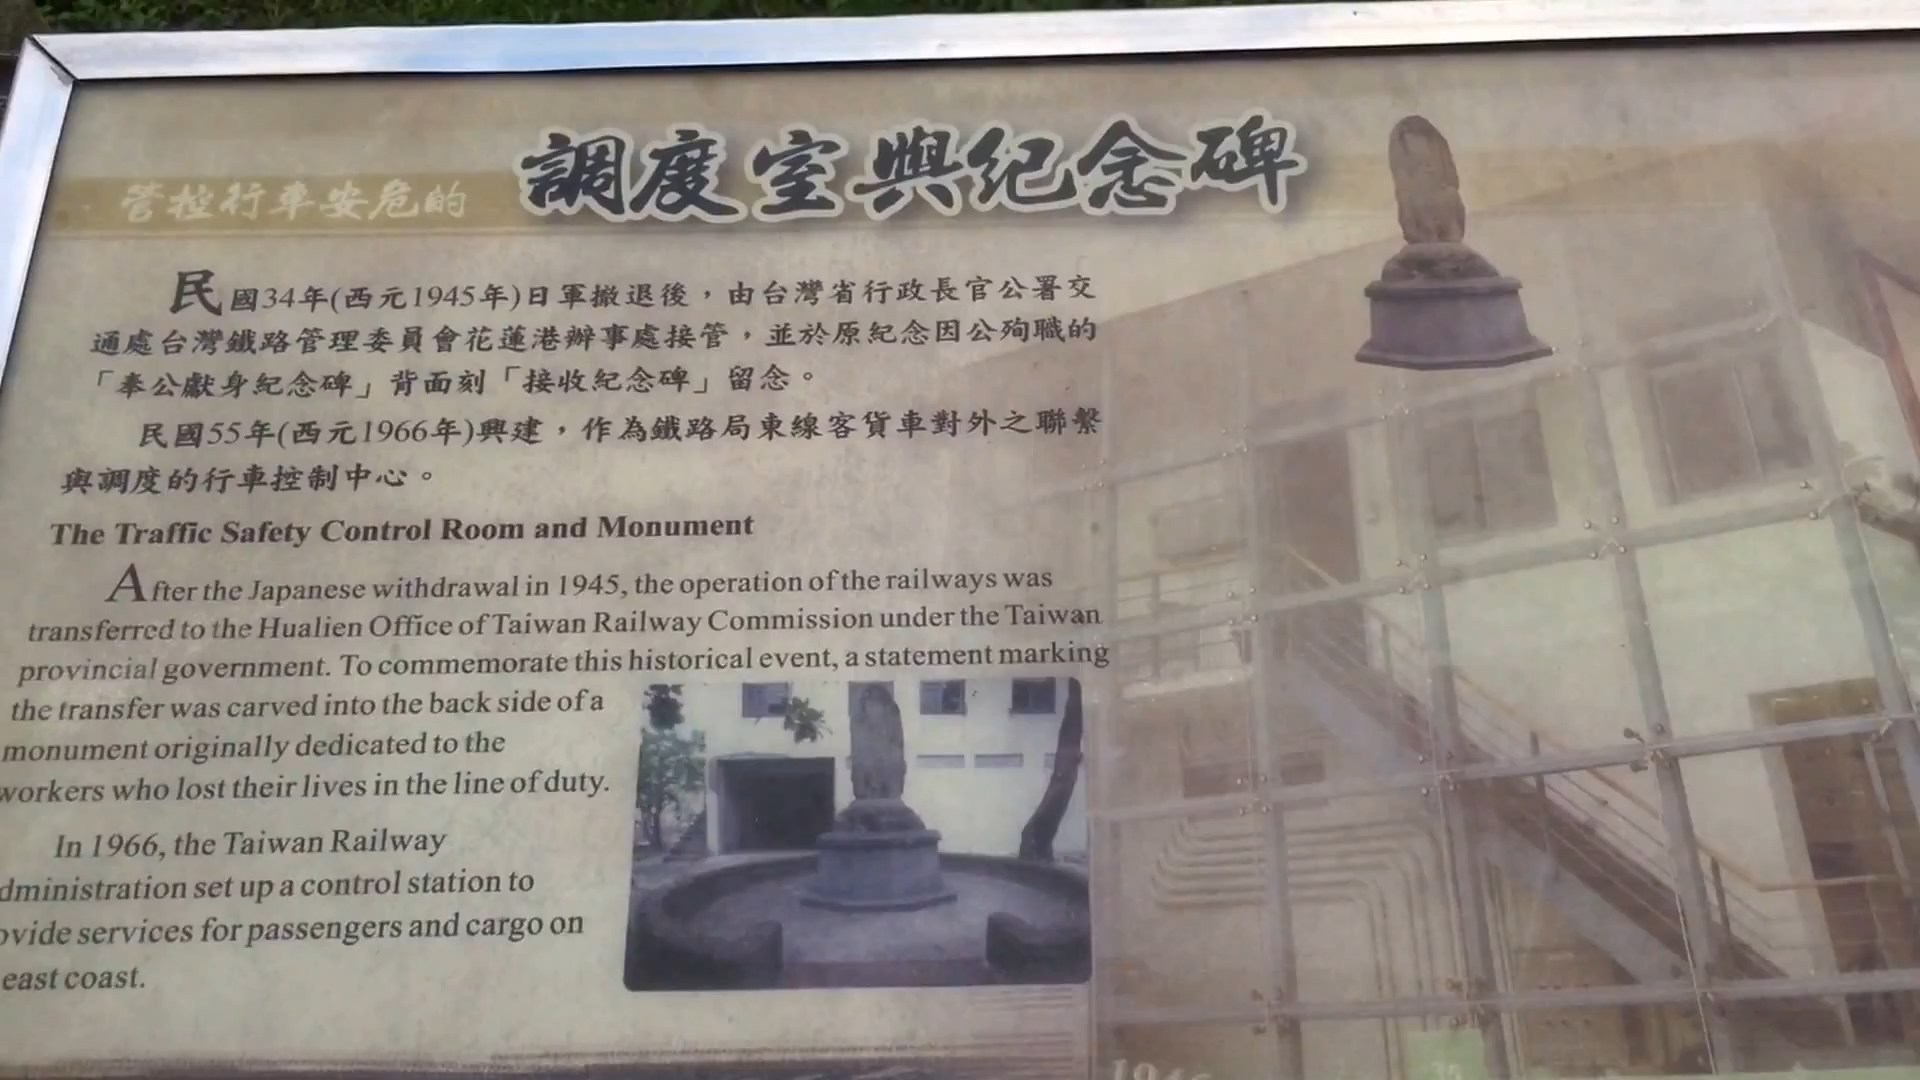 管控行車安危的 調度室與紀念碑
民國34年(西元1945年)日軍撤退後，由台灣省行政長官公署交
通處台灣鐵路管理委員會花蓮港辦事處接管，並於原紀念因公殉職的
「奉公獻身紀念碑」背面刻「接收紀念碑」留念。
民國55年(西元1966年)興建，作為鐵路局東線客貨車對外之聯繫
與調度的行車控制中心。
The Traffic Safety Control Room and Monument
After the Japanese withdrawal in 1945, the operation of the railways was
transferred to the Hualien Office of Taiwan Railway Commission under the Taiwan
provincial government. To commemorate this historical event, a statement marking
the transfer was carved into the back side of a
monument originally dedicated to the
workers who lost their lives in the line of duty.
In 1966, the Taiwan Railway
dministration set up a control station to
ovide services for passengers and cargo on
east coast.